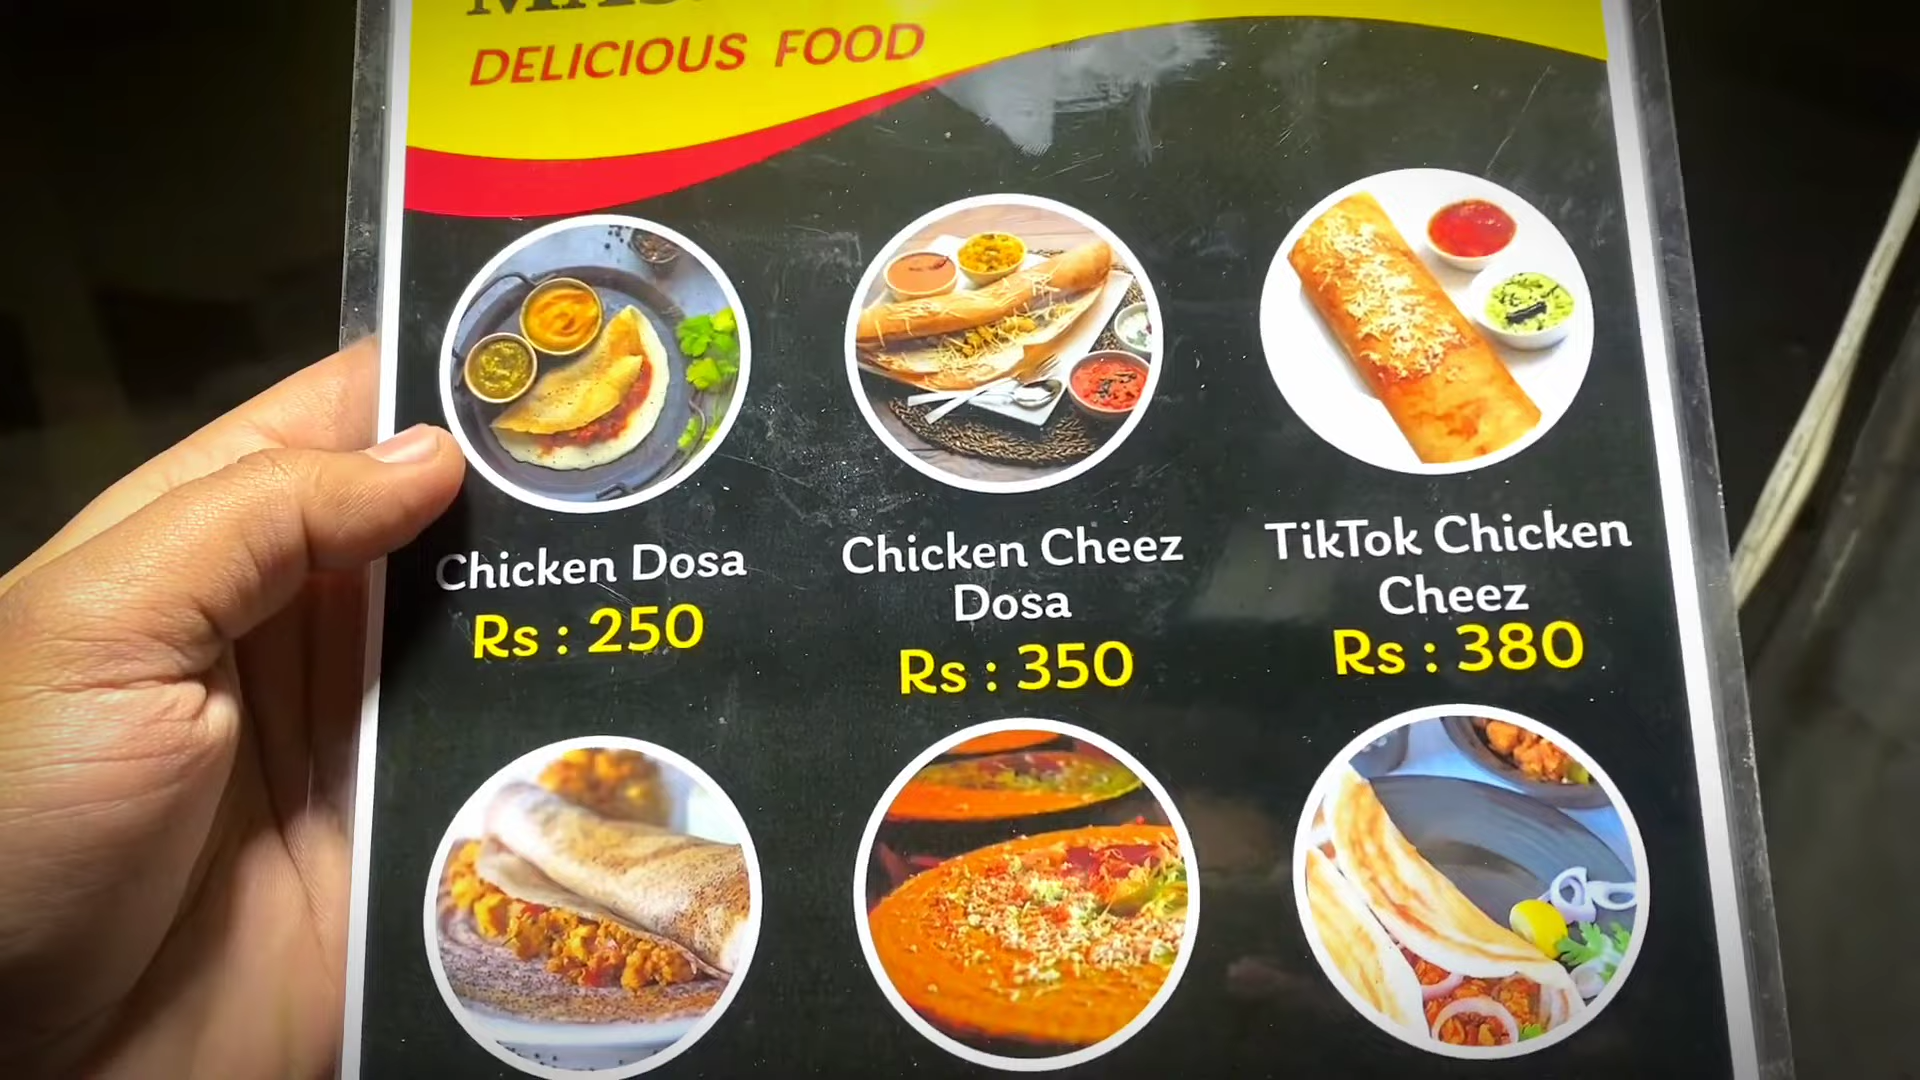 DELICIOUS FOOD
Chicken Dosa
Rs : 250
Chicken Cheez
Dosa
Rs : 350
TikTok Chicken
Cheez
Rs : 380